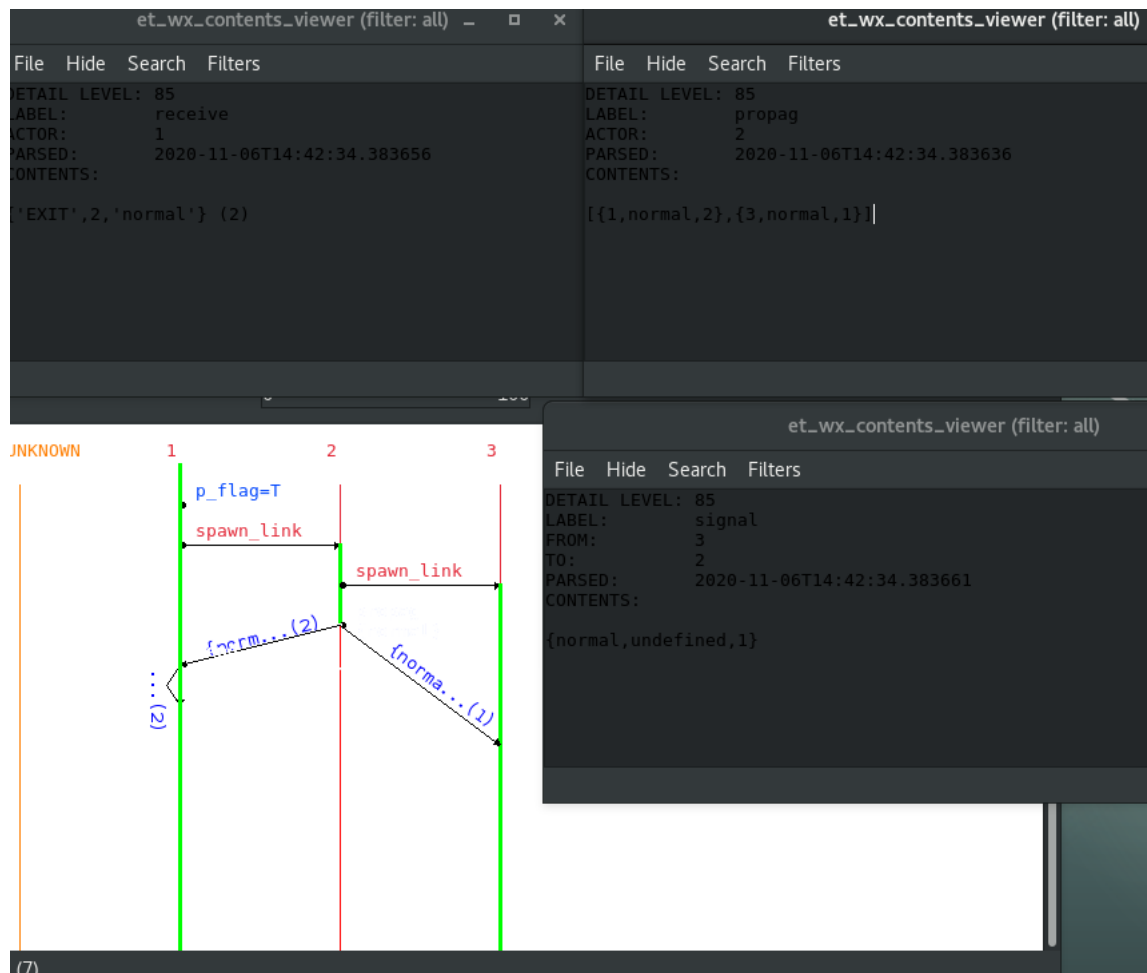 et_wx_contents_viewer (filter: all)
File Hide Search Filters
DETAIL LEVEL: 85
LABEL: receive
ACTOR: 1
PARSED: 2020-11-06T14:42:34.383656
CONTENTS:
'EXIT',2,'normal'} (2)
et_wx_contents_viewer (filter: all)
File Hide Search Filters
DETAIL LEVEL: 85
LABEL: propag
ACTOR: 2
PARSED: 2020-11-06T14:42:34.383636
CONTENTS:
[{1,normal,2},{3,normal,1}]
et_wx_contents_viewer (filter: all)
File Hide Search Filters
DETAIL LEVEL: 85
LABEL: signal
FROM: 3
TO: 2
PARSED: 2020-11-06T14:42:34.383661
CONTENTS:
{normal,undefined,1}
UNKNOWN 1 2 3
p_flag=T
spawn_link
spawn_link
{norm...(2)
{norma...(1)
...(2)
(7)